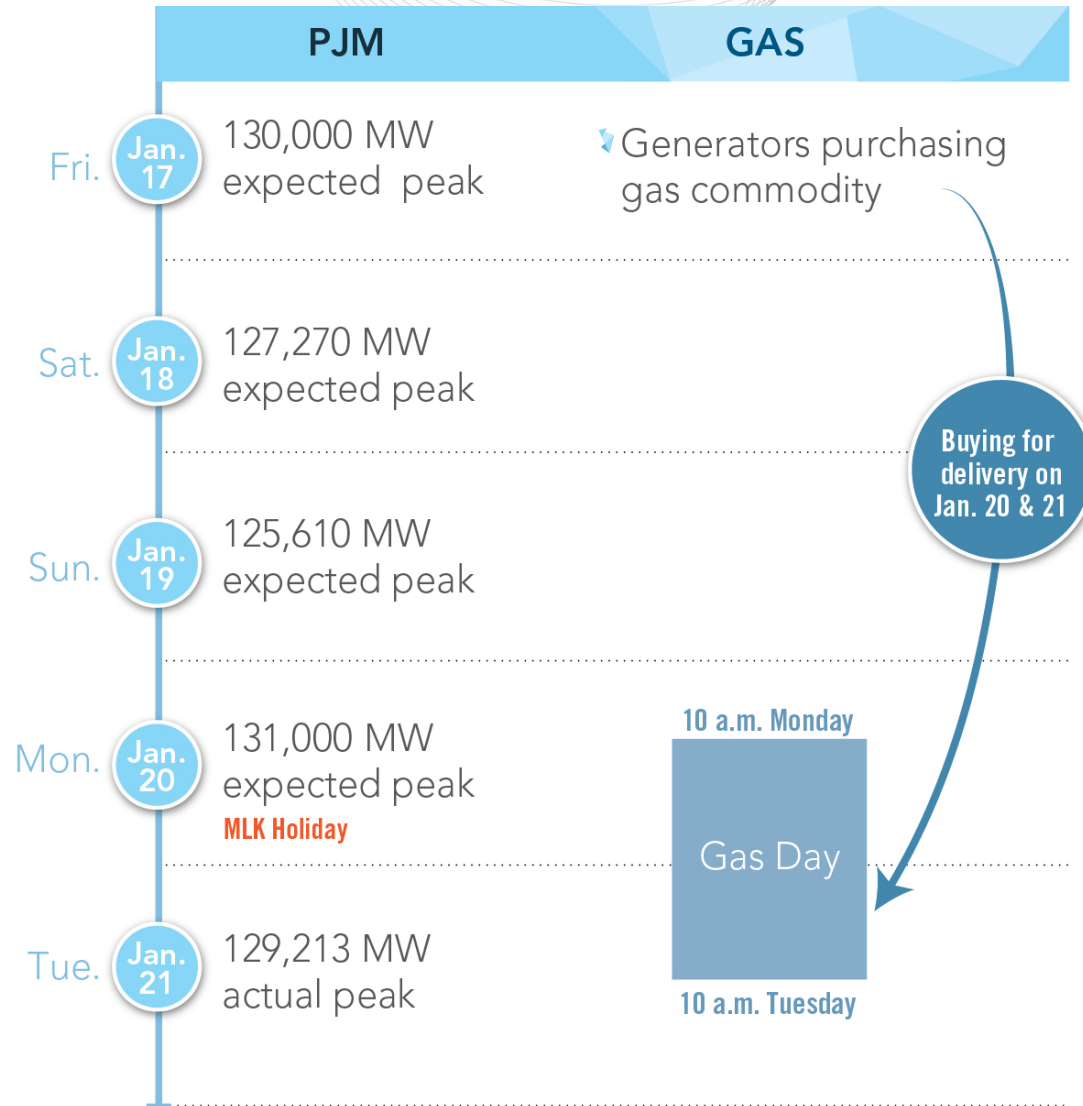 PJM
GAS
Fri.
Jan.
17
130,000 MW
expected peak
Generators purchasing
gas commodity
Sat.
Jan.
18
127,270 MW
expected peak
Buying for
delivery on
Jan. 20 & 21
Sun.
Jan.
19
125,610 MW
expected peak
Mon.
Jan.
20
131,000 MW
expected peak
MLK Holiday
10 a.m. Monday
Gas Day
Tue.
Jan.
21
129,213 MW
actual peak
10 a.m. Tuesday